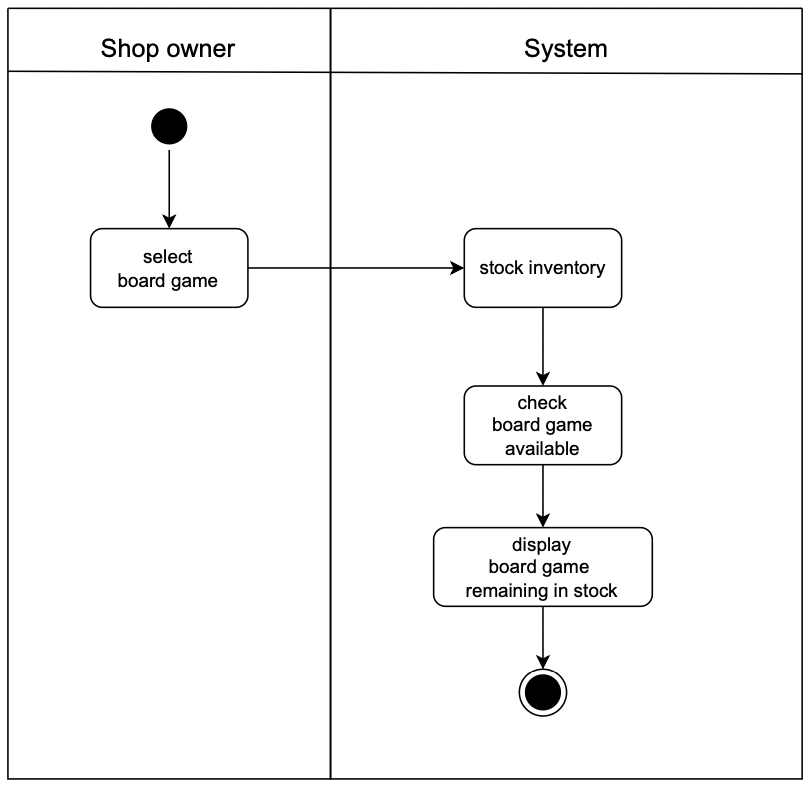 Shop owner
System
select
board game
stock inventory
check
board game
available
display
board game
remaining in stock